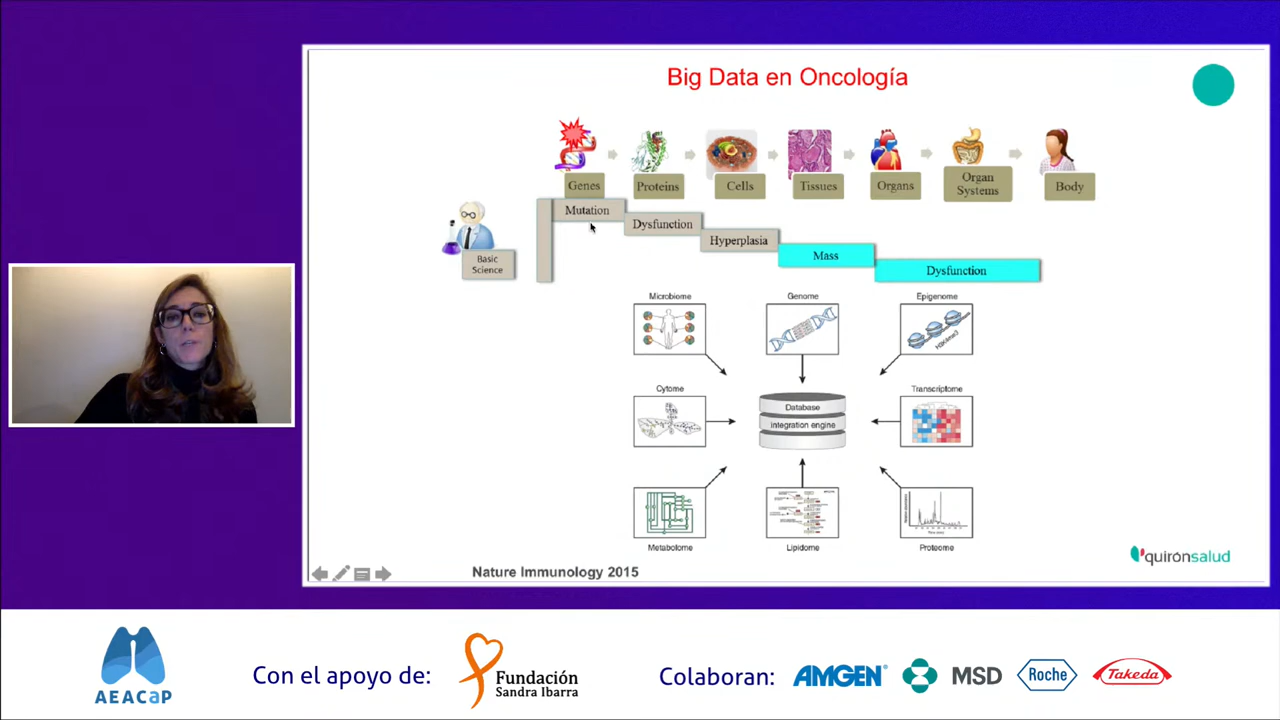 Big Data en Oncología
Genes
Proteins
Cells
Tissues
Organs
Organ
Systems
Body
Mutation
Dysfunction
Hyperplasia
Mass
Dysfunction
Basic
Science
Microbiome
Genome
Epigenome
H3K4me3
Cytome
Database
integration engine
Transcriptome
Metabolome
Lipidome
Proteome
Nature Immunology 2015
quirónsalud
AEACaP
Con el apoyo de:
Fundación
Sandra Ibarra
Colaboran:
AMGEN®
MSD
Roche
Takeda